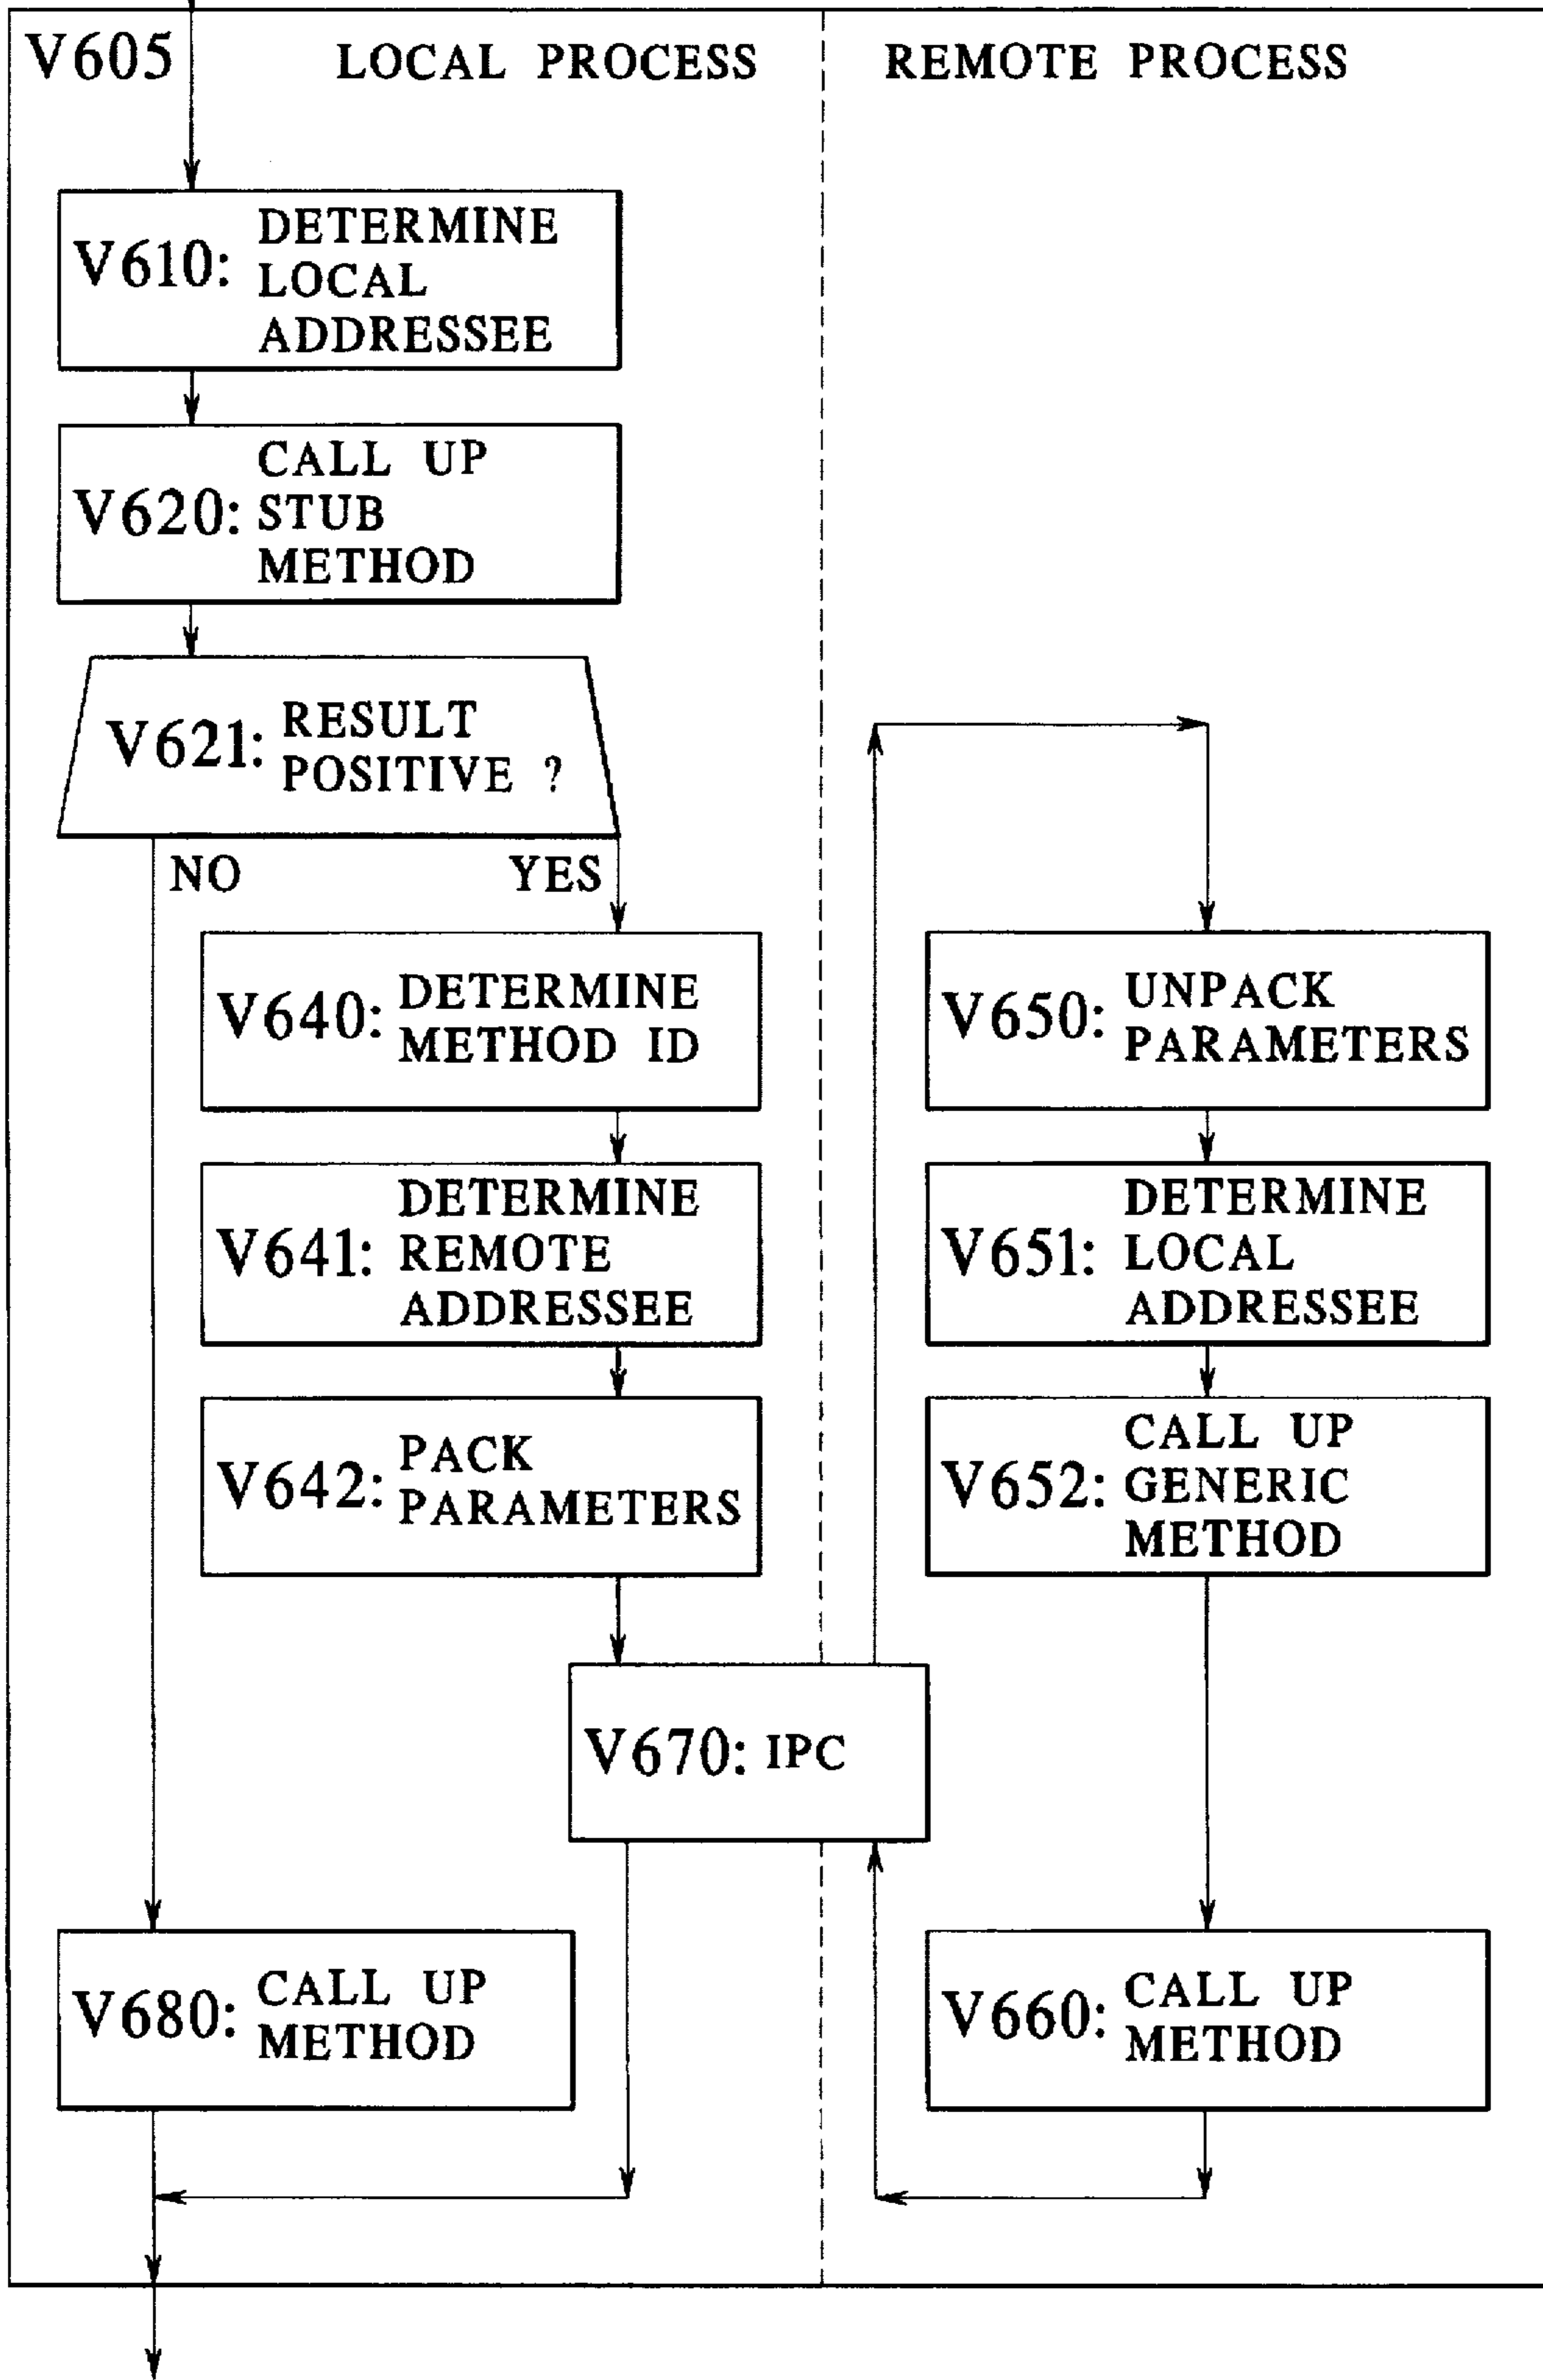 V605
LOCAL PROCESS
REMOTE PROCESS
V610: DETERMINE
LOCAL
ADDRESSEE
CALL UP
V620: STUB
METHOD
V621: RESULT
POSITIVE ?
NO
YES
V640: DETERMINE
METHOD ID
DETERMINE
V641: REMOTE
ADDRESSEE
V642: PACK
PARAMETERS
V650: UNPACK
PARAMETERS
DETERMINE
V651: LOCAL
ADDRESSEE
CALL UP
V652: GENERIC
METHOD
V670: IPC
V680: CALL UP
METHOD
V660: CALL UP
METHOD